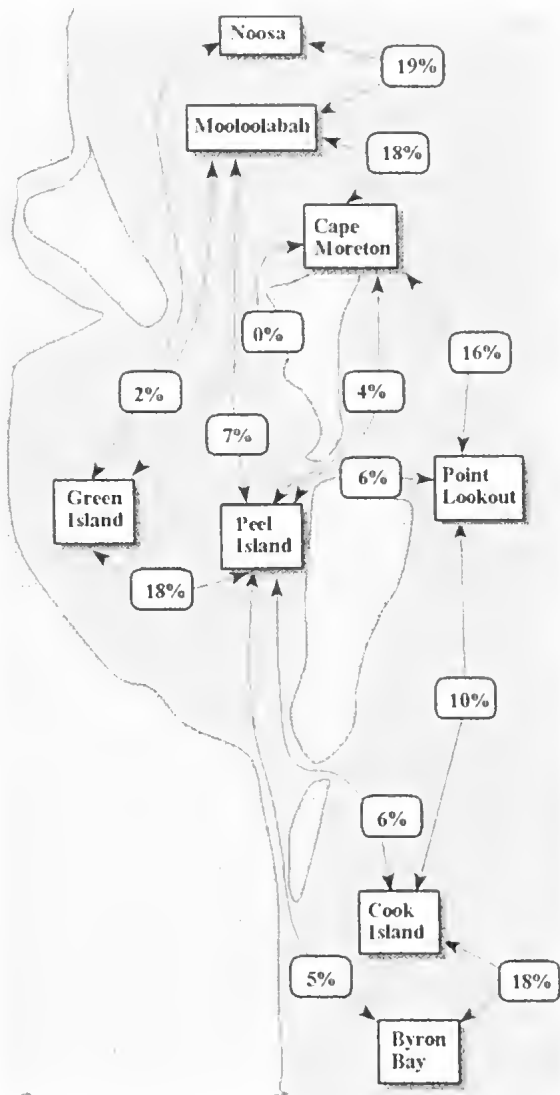 Noosa
19%
Mooloolabah
18%
Cape
Moreton
0%
16%
2%
4%
7%
6%
Point
Lookout
Green
Island
Peel
Island
18%
10%
6%
Cook
Island
5%
18%
Byron
Bay